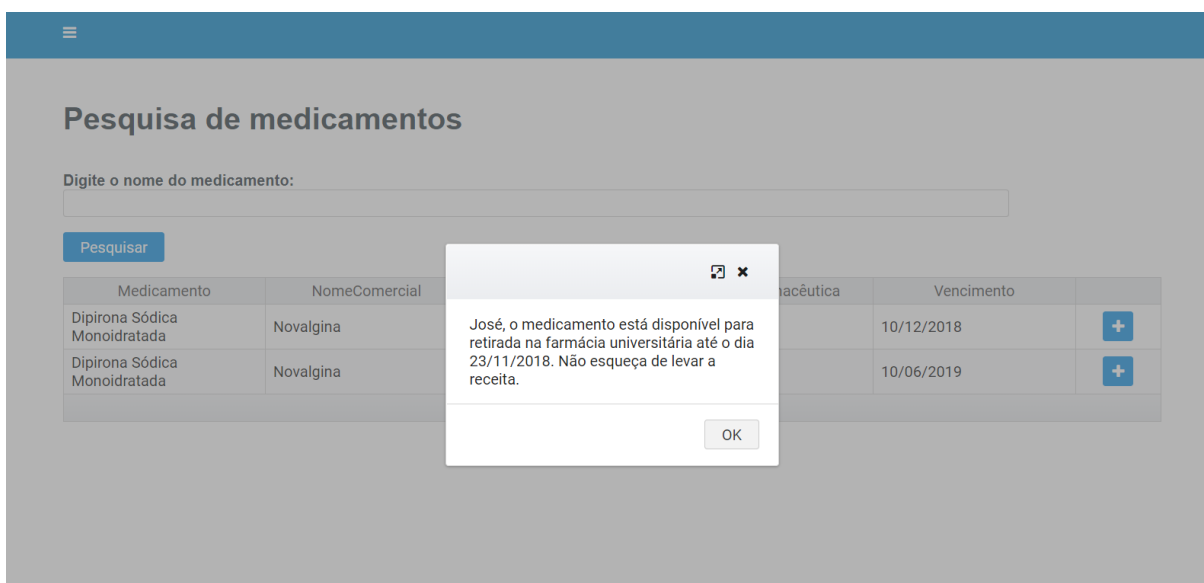 Pesquisa de medicamentos
Digite o nome do medicamento:
Pesquisar
Medicamento NomeComercial Vencimento
Dipirona Sódica
Monoidratada
Novalgina 10/12/2018
Dipirona Sódica
Monoidratada
Novalgina 10/06/2019
José, o medicamento está disponível para
retirada na farmácia universitária até o dia
23/11/2018. Não esqueça de levar a
receita.
OK